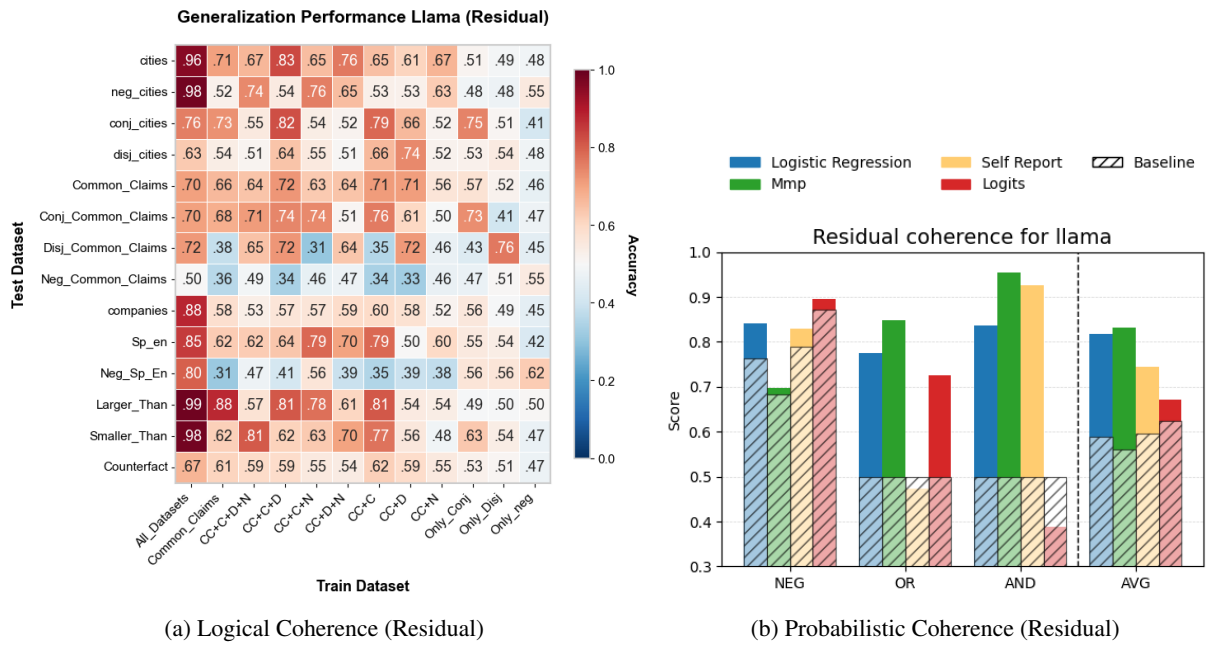 Generalization Performance Llama (Residual)
Test Dataset
cities .96 .71 .67 .83 .65 .76 .65 .61 .67 .51 .49 .48
neg_cities .98 .52 .74 .54 .76 .65 .53 .53 .63 .48 .48 .55
conj_cities .76 .73 .55 .82 .54 .52 .79 .66 .52 .75 .51 .41
disj_cities .63 .54 .51 .64 .55 .51 .66 .74 .52 .53 .54 .48
Common_Claims .70 .66 .64 .72 .63 .64 .71 .71 .56 .57 .52 .46
Conj_Common_Claims .70 .68 .71 .74 .74 .51 .76 .61 .50 .73 .41 .47
Disj_Common_Claims .72 .38 .65 .72 .31 .64 .35 .72 .46 .43 .76 .45
Neg_Common_Claims .50 .36 .49 .34 .46 .47 .34 .33 .46 .47 .51 .55
companies .88 .58 .53 .57 .57 .59 .60 .58 .52 .56 .49 .45
Sp_en .85 .62 .62 .64 .79 .70 .79 .50 .60 .55 .54 .42
Neg_Sp_En .80 .31 .47 .41 .56 .39 .35 .39 .38 .56 .56 .62
Larger_Than .99 .88 .57 .81 .78 .61 .81 .54 .54 .49 .50 .50
Smaller_Than .98 .62 .81 .62 .63 .70 .77 .56 .48 .63 .54 .47
Counterfact .67 .61 .59 .59 .55 .54 .62 .59 .55 .53 .51 .47
All_Datasets Common_Claims CC+C+D+N CC+C+D CC+C+N CC+D+N CC+C CC+D CC+N Only_Conj Only_Disj Only_neg
Train Dataset
1.0
0.8
0.6
0.4
0.2
0.0
Accuracy
(a) Logical Coherence (Residual)
Logistic Regression Self Report Baseline
Mmp Logits
Residual coherence for llama
Score
1.0
0.9
0.8
0.7
0.6
0.5
0.4
0.3
NEG OR AND AVG
(b) Probabilistic Coherence (Residual)